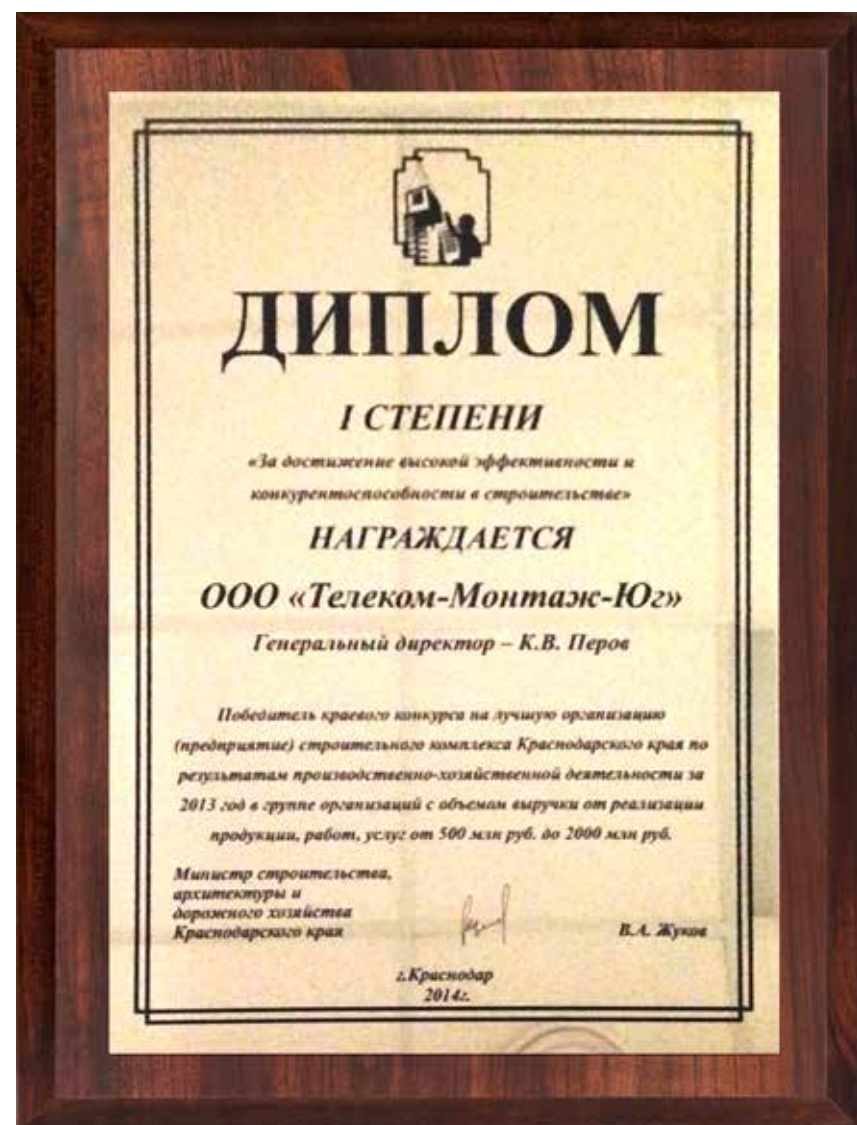 ДИПЛОМ
I СТЕПЕНИ
«За достижение высокой эффективности и
конкурентоспособности в строительстве»
НАГРАЖДАЕТСЯ
ООО «Телеком-Монтаж-Юг»
Генеральный директор – К.В. Перов
Победитель краевого конкурса на лучшую организацию
(предприятие) строительного комплекса Краснодарского края по
результатам производственно-хозяйственной деятельности за
2013 год в группе организаций с объемом выручки от реализации
продукции, работ, услуг от 500 млн руб. до 2000 млн руб.
Министр строительства,
архитектуры и
дорожного хозяйства
Краснодарского края
В.А. Жуков
г.Краснодар
2014г.